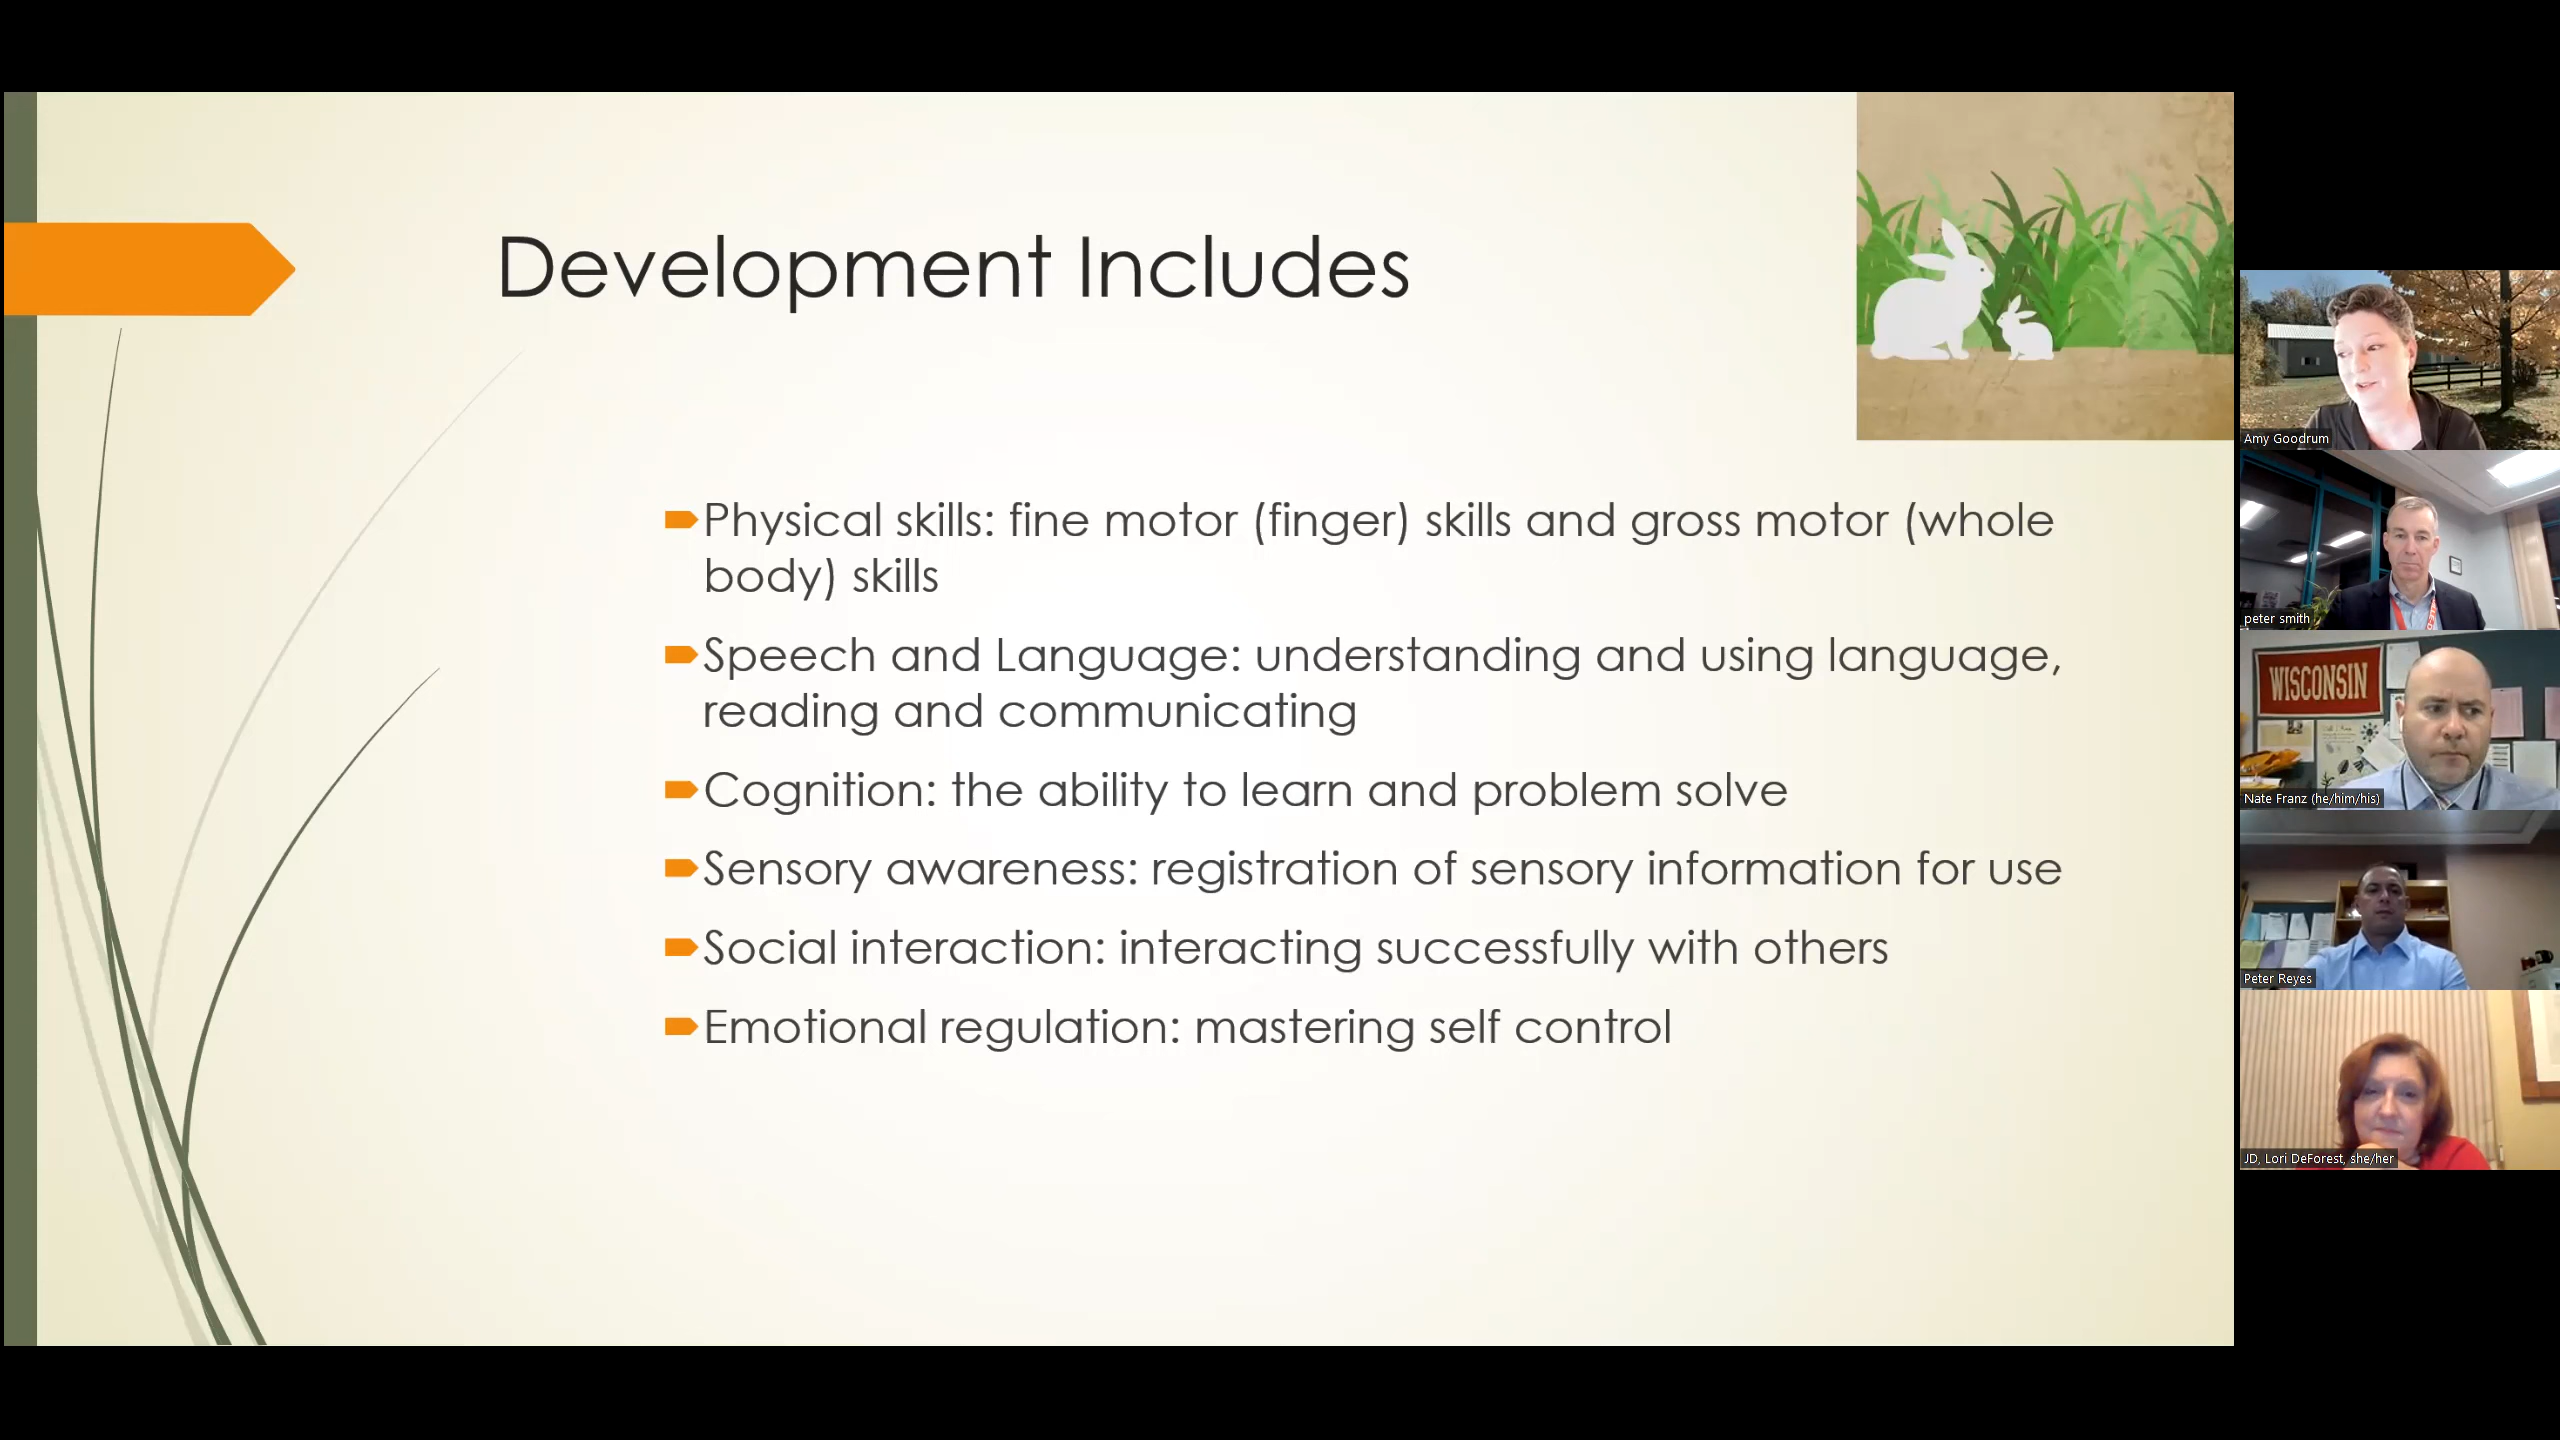 Development Includes
Physical skills: fine motor (finger) skills and gross motor (whole
body) skills
Speech and Language: understanding and using language,
reading and communicating
Cognition: the ability to learn and problem solve
Sensory awareness: registration of sensory information for use
Social interaction: interacting successfully with others
Emotional regulation: mastering self control
Amy Goodrum
peter smith
WISCONSIN
Nate Franz (he/him/his)
Peter Reyes
JD, Lori DeForest, she/her